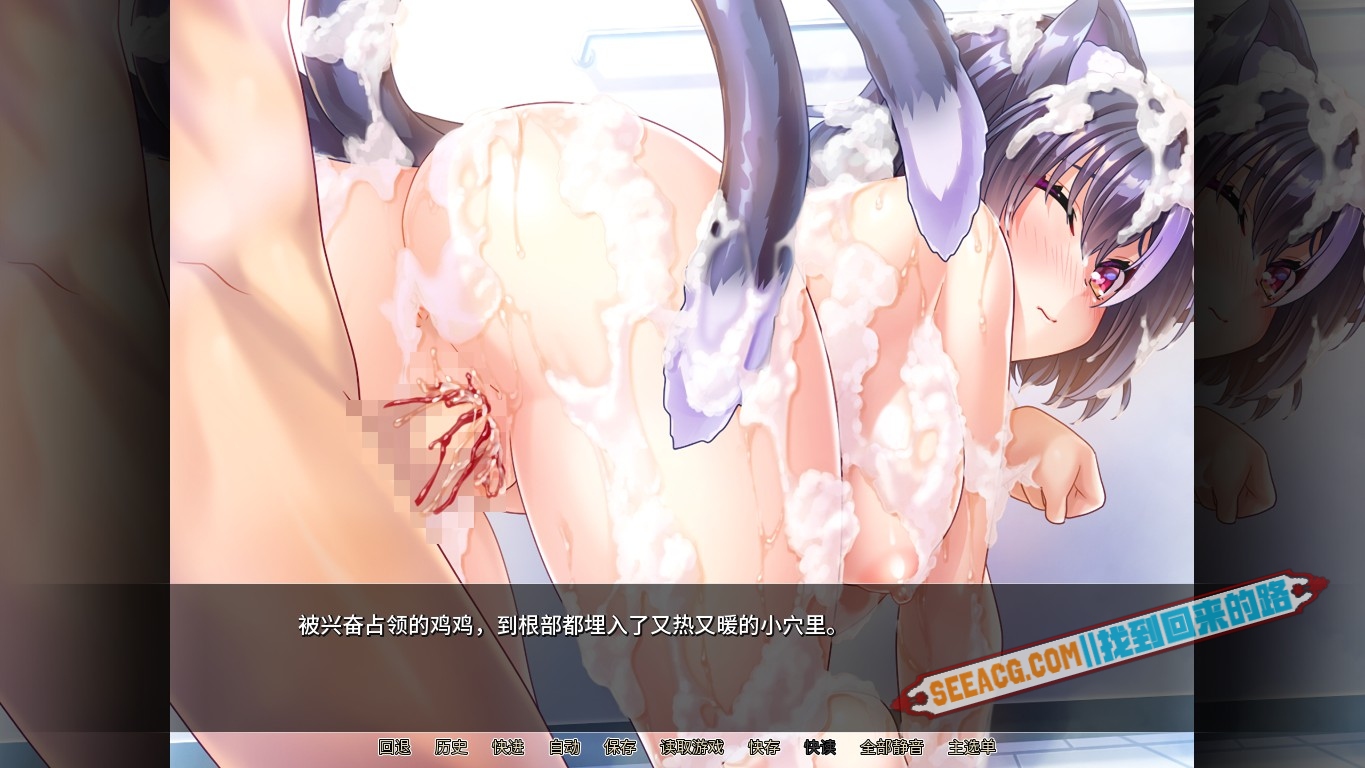 被兴奋占领的鸡鸡，到根部都埋入了又热又暖的小穴里。
SEEACG.COM||找到回来的路
回退 历史 快进 自动 保存 读取游戏 快存 快读 全部静音 主选单